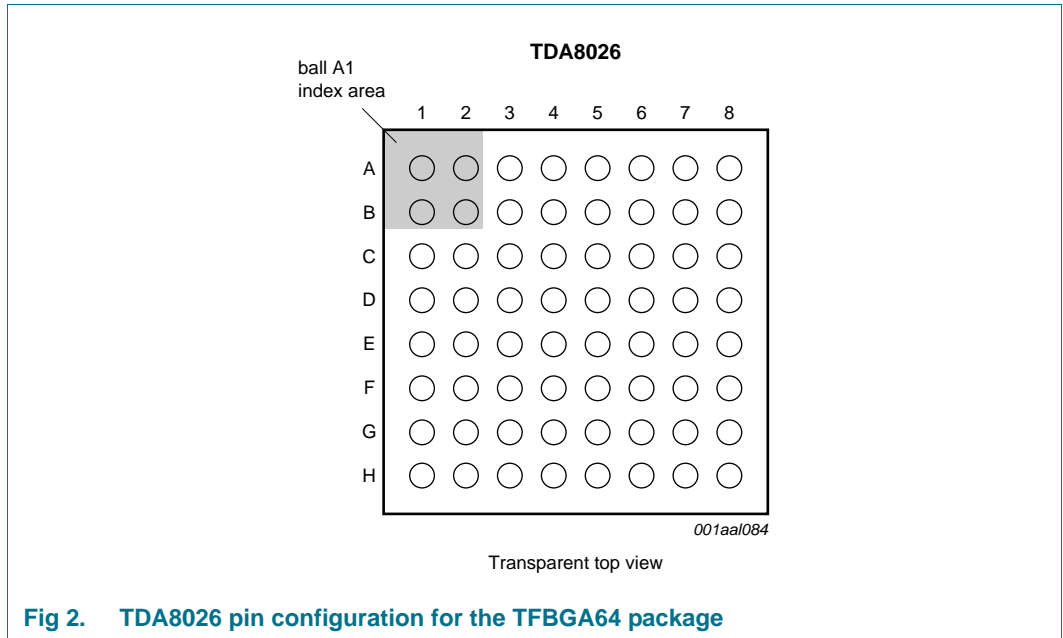 TDA8026
ball A1
index area
1 2 3 4 5 6 7 8
A
B
C
D
E
F
G
H
001aal084
Transparent top view
Fig 2. TDA8026 pin configuration for the TFBGA64 package